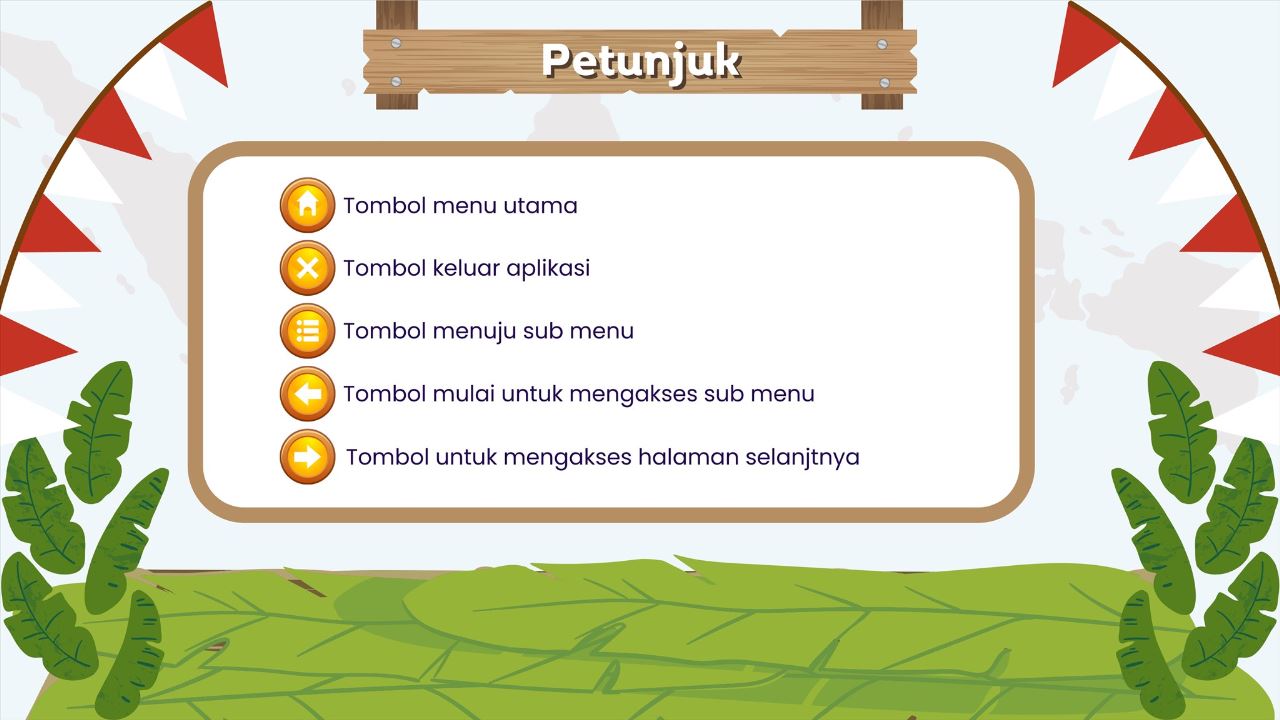 Petunjuk
Tombol menu utama
Tombol keluar aplikasi
Tombol menuju sub menu
Tombol mulai untuk mengakses sub menu
Tombol untuk mengakses halaman selanjtnya